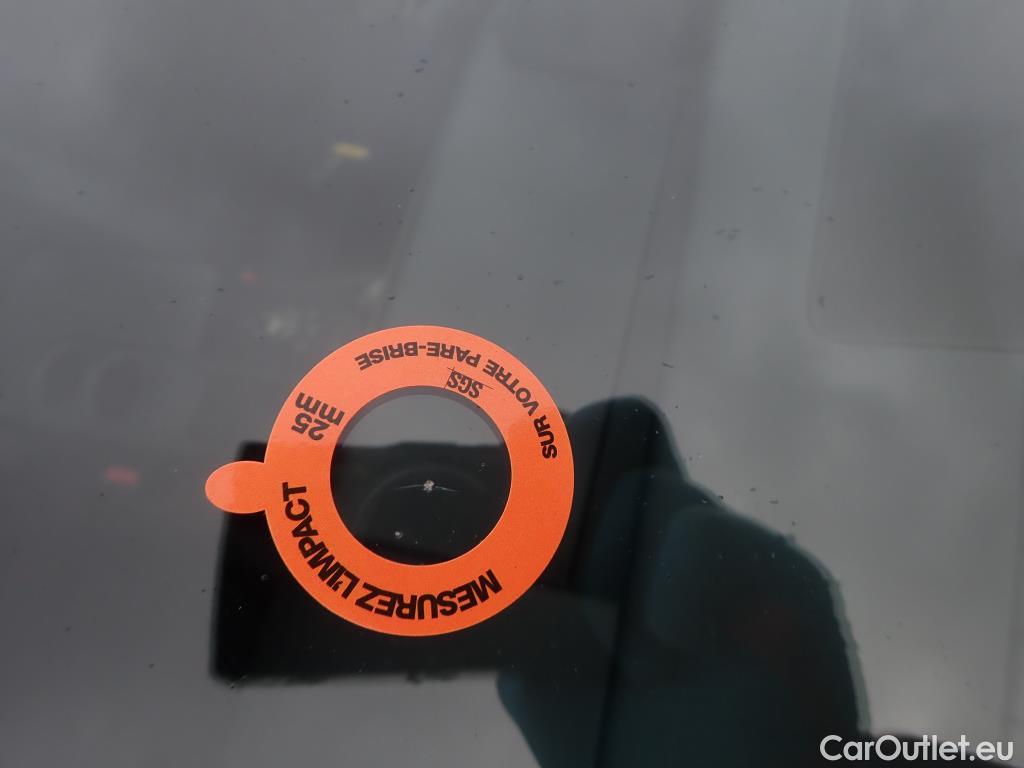 MESUREZ L'IMPACT
SUR VOTRE PARE-BRISE
25
mm
SGS
CarOutlet.eu